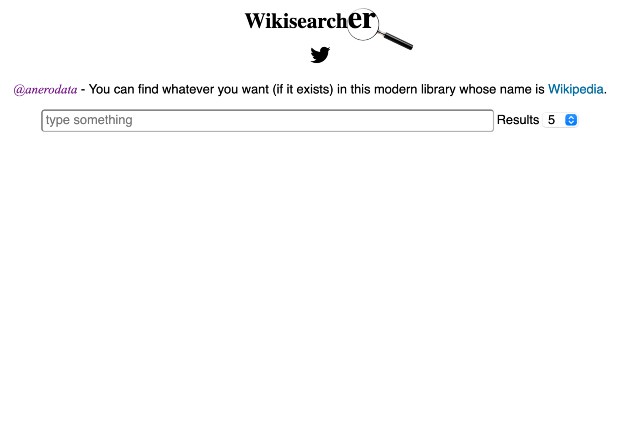 Wikisearcher
@anerodata - You can find whatever you want (if it exists) in this modern library whose name is Wikipedia.
type something Results 5